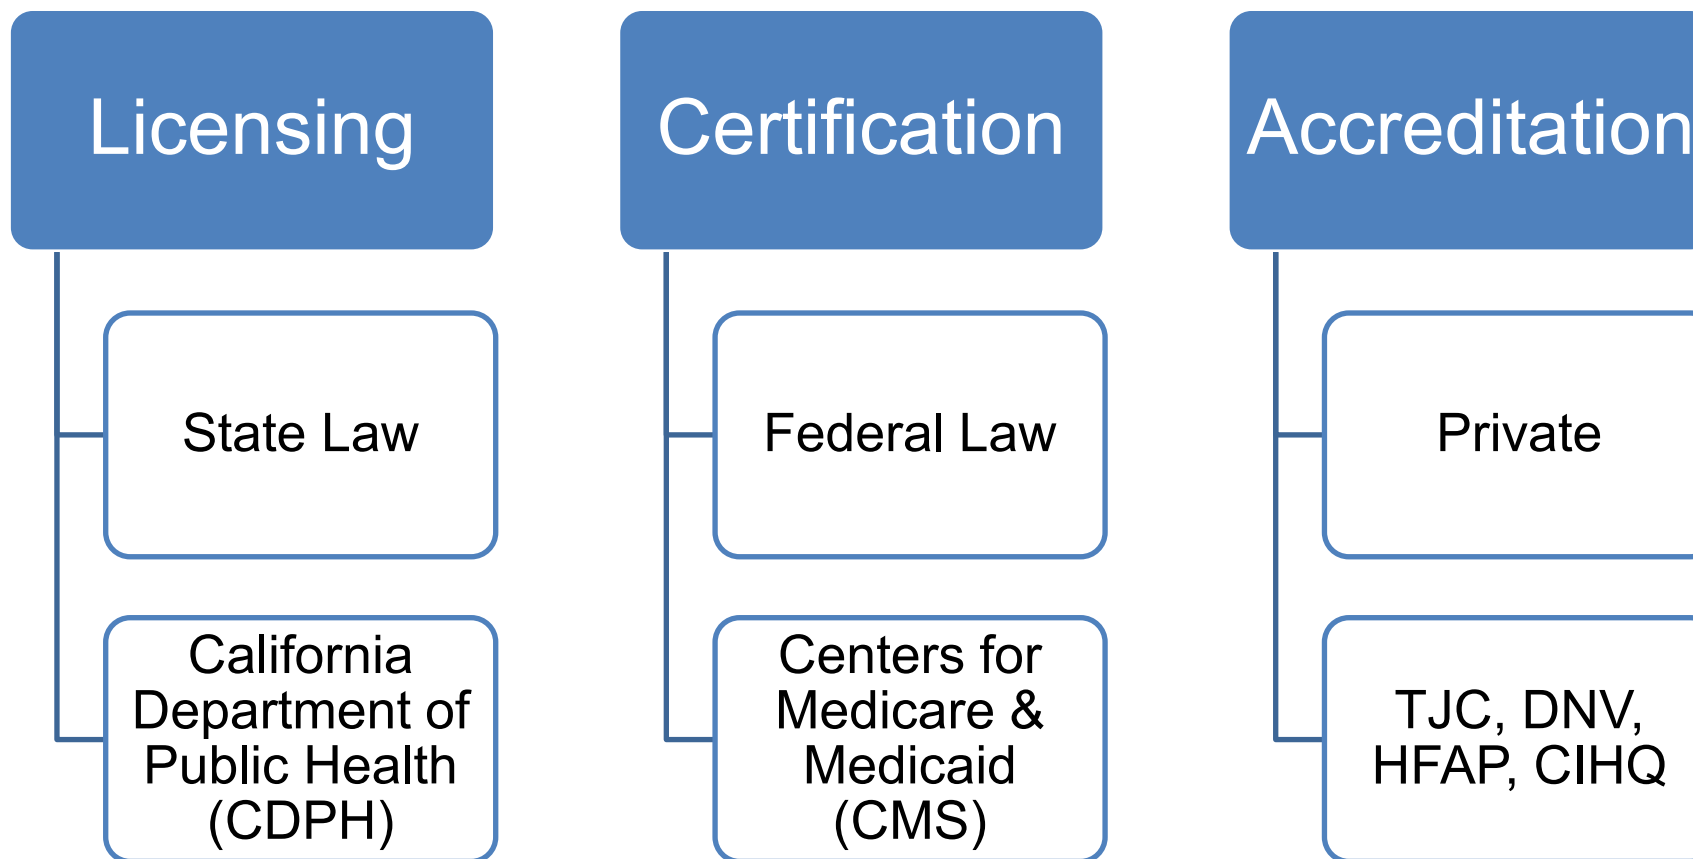 Licensing
State Law
California
Department of
Public Health
(CDPH)
Certification
Federal Law
Centers for
Medicare &
Medicaid
(CMS)
Accreditation
Private
TJC, DNV,
HFAP, CIHQ